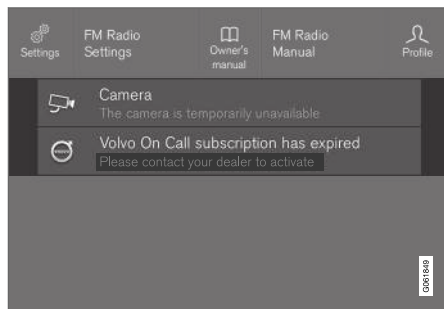 Settings
FM Radio
Settings
Owner's
manual
FM Radio
Manual
Profile
Camera
The camera is temporarily unavailable
VOLVO
Volvo On Call subscription has expired
Please contact your dealer to activate
G061849